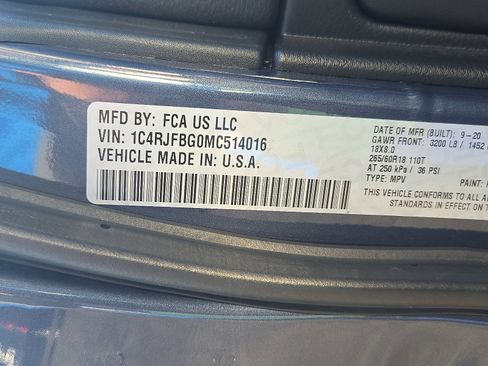 MFD BY: FCA US LLC
VIN: 1C4RJFBG0MC514016
VEHICLE MADE IN: U.S.A.
DATE OF MFR (BUILT): 9-20
GAWR FRONT: 3200 LB / 1452
18X8.0
265/60R18 110T
AT 250 kPa / 36 PSI
TYPE: MPV
PAINT:
THIS VEHICLE CONFORMS TO ALL
STANDARDS IN EFFECT ON